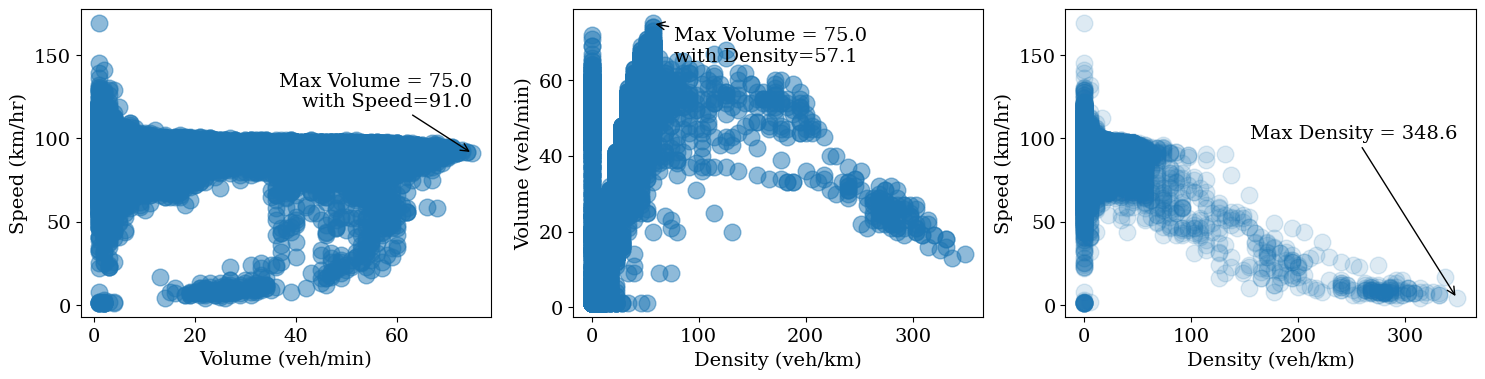 Speed (km/hr)
150
100
50
0
0
20
40
60
Volume (veh/min)
Max Volume = 75.0
with Speed=91.0
Volume (veh/min)
60
40
20
0
0
100
200
300
Density (veh/km)
Max Volume = 75.0
with Density=57.1
Speed (km/hr)
150
100
50
0
0
100
200
300
Density (veh/km)
Max Density = 348.6